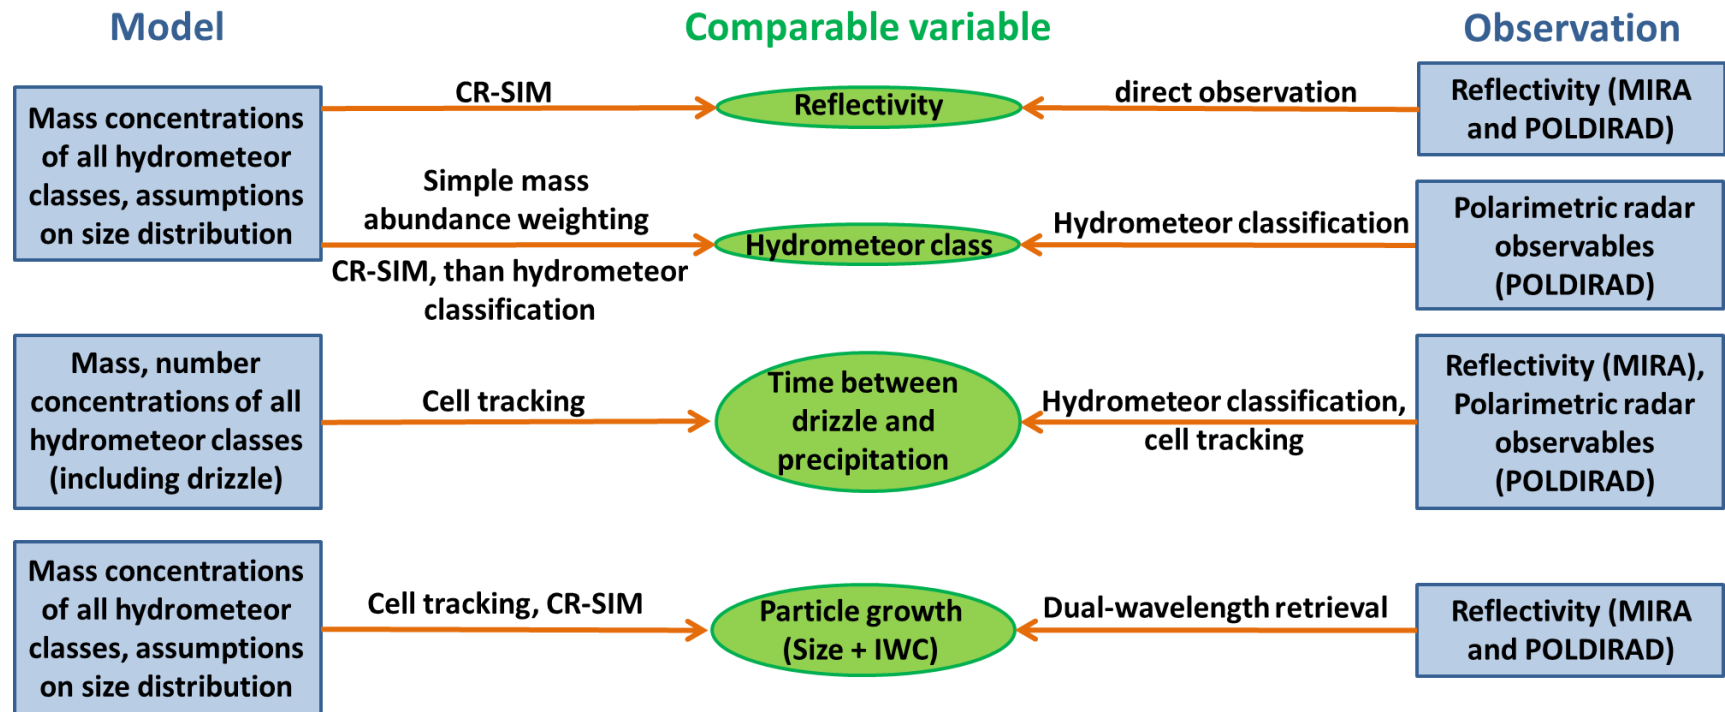 Model
Comparable variable
Observation
Mass concentrations
of all hydrometeor
classes, assumptions
on size distribution
CR-SIM
Reflectivity
direct observation
Reflectivity (MIRA
and POLDIRAD)
Simple mass
abundance weighting
CR-SIM, than hydrometeor
classification
Hydrometeor class
Hydrometeor classification
Polarimetric radar
observables
(POLDIRAD)
Mass, number
concentrations of all
hydrometeor classes
(including drizzle)
Cell tracking
Time between
drizzle and
precipitation
Hydrometeor classification,
cell tracking
Reflectivity (MIRA),
Polarimetric radar
observables
(POLDIRAD)
Mass concentrations
of all hydrometeor
classes, assumptions
on size distribution
Cell tracking, CR-SIM
Particle growth
(Size + IWC)
Dual-wavelength retrieval
Reflectivity (MIRA
and POLDIRAD)